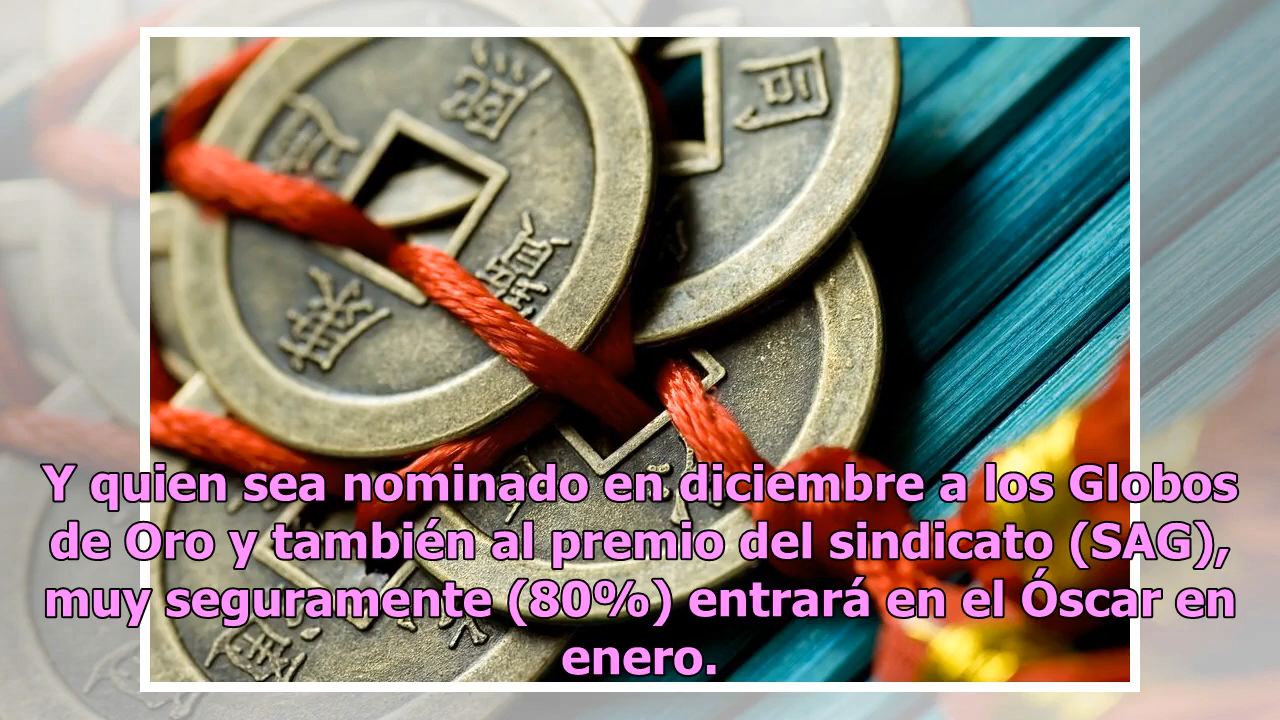 Y quien sea nominado en diciembre a los Globos
de Oro y también al premio del sindicato (SAG),
muy seguramente (80%) entrará en el Óscar en
enero.